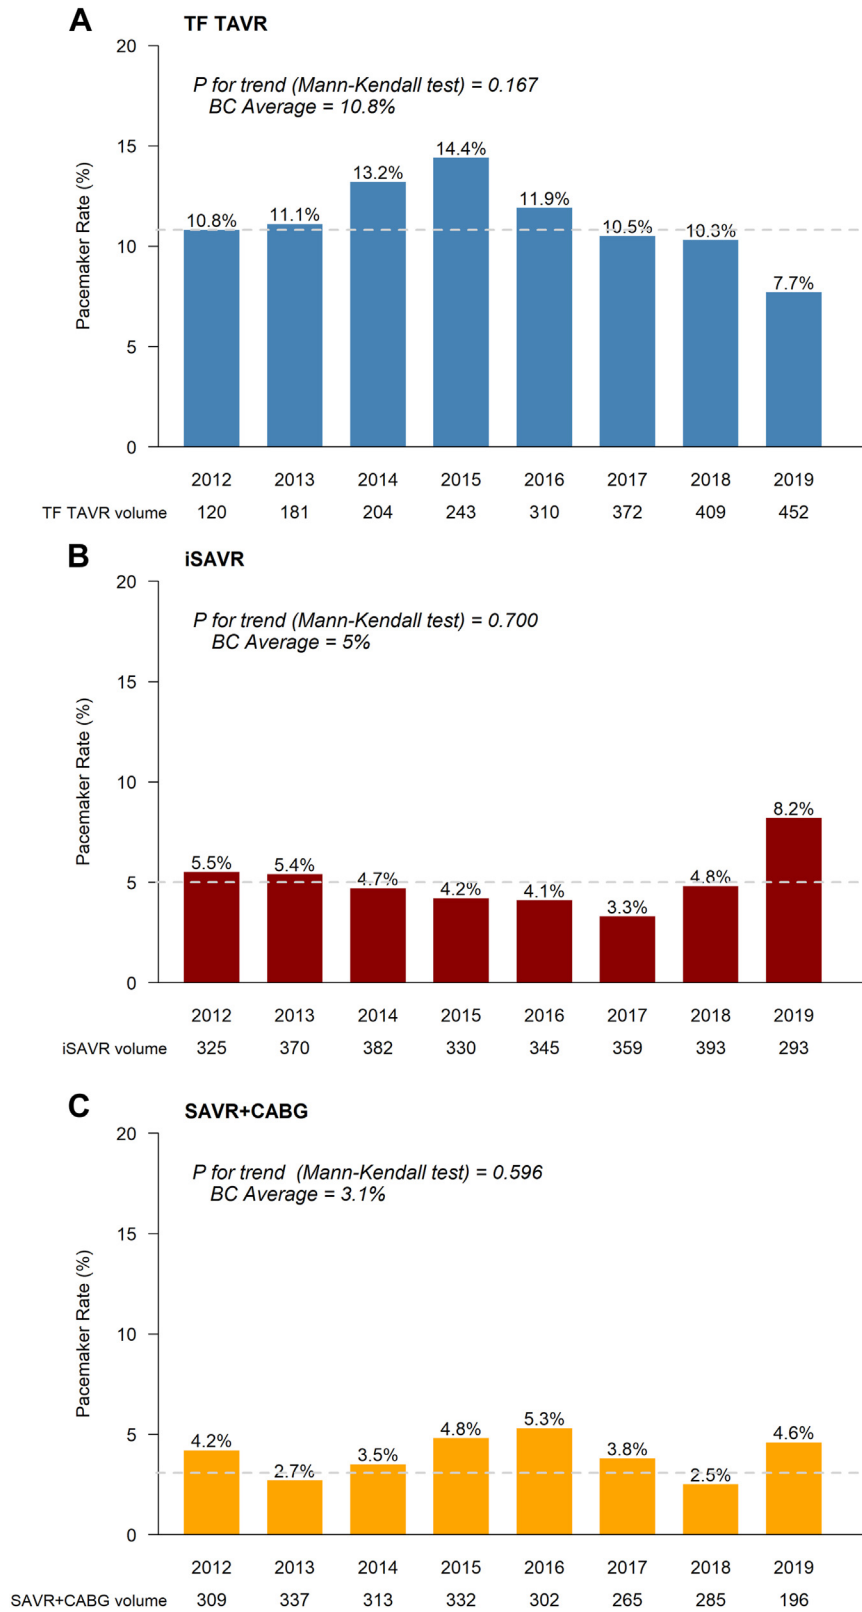 A TF TAVR
20
P for trend (Mann-Kendall test) = 0.167
BC Average = 10.8%
15
10
5
0
Pacemaker Rate (%)
10.8% 11.1% 13.2% 14.4% 11.9% 10.5% 10.3% 7.7%
2012 2013 2014 2015 2016 2017 2018 2019
TF TAVR volume 120 181 204 243 310 372 409 452
B iSAVR
20
P for trend (Mann-Kendall test) = 0.700
BC Average = 5%
15
10
5
0
Pacemaker Rate (%)
5.5% 5.4% 4.7% 4.2% 4.1% 3.3% 4.8% 8.2%
2012 2013 2014 2015 2016 2017 2018 2019
iSAVR volume 325 370 382 330 345 359 393 293
C SAVR+CABG
20
P for trend (Mann-Kendall test) = 0.596
BC Average = 3.1%
15
10
5
0
Pacemaker Rate (%)
4.2% 2.7% 3.5% 4.8% 5.3% 3.8% 2.5% 4.6%
2012 2013 2014 2015 2016 2017 2018 2019
SAVR+CABG volume 309 337 313 332 302 265 285 196